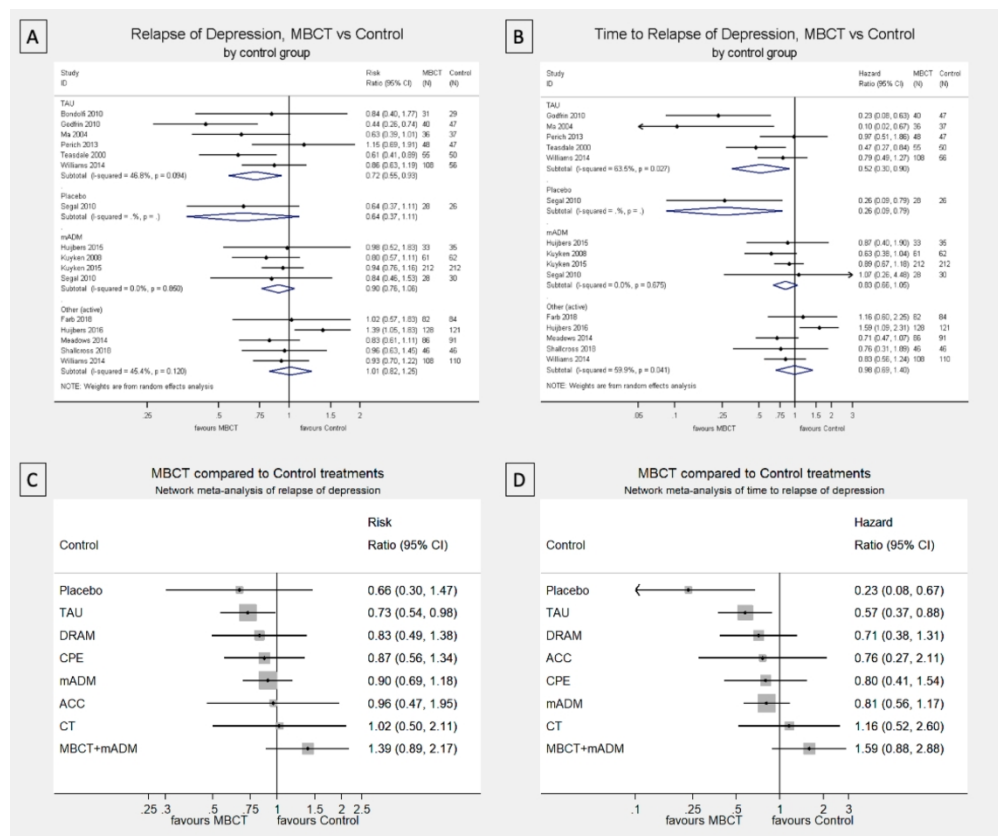 A
Relapse of Depression, MBCT vs Control
by control group
Study Risk MBCT Control
ID Ratio (95% CI) (N) (N)
TAU
Bondolfi 2010 0.84 (0.40, 1.77) 31 29
Godfrin 2010 0.44 (0.26, 0.74) 40 47
Ma 2004 0.63 (0.39, 1.01) 36 37
Perich 2013 1.15 (0.69, 1.91) 48 47
Teasdale 2000 0.61 (0.41, 0.89) 55 50
Williams 2014 0.86 (0.63, 1.19) 108 56
Subtotal (I-squared = 46.8%, p = 0.094) 0.72 (0.55, 0.93)
Placebo
Segal 2010 0.64 (0.37, 1.11) 28 26
Subtotal (I-squared = .%, p = .) 0.64 (0.37, 1.11)
mADM
Huijbers 2015 0.98 (0.52, 1.83) 33 35
Kuyken 2008 0.80 (0.57, 1.11) 61 62
Kuyken 2015 0.94 (0.76, 1.16) 212 212
Segal 2010 0.84 (0.46, 1.53) 28 30
Subtotal (I-squared = 0.0%, p = 0.850) 0.90 (0.76, 1.06)
Other (active)
Farb 2018 1.02 (0.57, 1.83) 82 84
Huijbers 2016 1.39 (1.05, 1.83) 128 121
Meadows 2014 0.83 (0.61, 1.11) 86 91
Shallcross 2018 0.96 (0.63, 1.45) 46 46
Williams 2014 0.93 (0.70, 1.22) 108 110
Subtotal (I-squared = 45.4%, p = 0.120) 1.01 (0.82, 1.25)
NOTE: Weights are from random effects analysis
.25 .5 .75 1 1.5 2
favours MBCT favours Control
B
Time to Relapse of Depression, MBCT vs Control
by control group
Study Hazard MBCT Control
ID Ratio (95% CI) (N) (N)
TAU
Godfrin 2010 0.23 (0.08, 0.63) 40 47
Ma 2004 0.10 (0.02, 0.67) 36 37
Perich 2013 0.97 (0.51, 1.86) 48 47
Teasdale 2000 0.47 (0.27, 0.84) 55 50
Williams 2014 0.79 (0.49, 1.27) 108 56
Subtotal (I-squared = 63.5%, p = 0.027) 0.52 (0.30, 0.90)
Placebo
Segal 2010 0.26 (0.09, 0.79) 28 26
Subtotal (I-squared = .%, p = .) 0.26 (0.09, 0.79)
mADM
Huijbers 2015 0.87 (0.40, 1.90) 33 35
Kuyken 2008 0.63 (0.38, 1.04) 61 62
Kuyken 2015 0.89 (0.67, 1.18) 212 212
Segal 2010 1.07 (0.26, 4.48) 28 30
Subtotal (I-squared = 0.0%, p = 0.675) 0.83 (0.66, 1.05)
Other (active)
Farb 2018 1.16 (0.60, 2.25) 82 84
Huijbers 2016 1.59 (1.09, 2.31) 128 121
Meadows 2014 0.71 (0.47, 1.07) 86 91
Shallcross 2018 0.76 (0.31, 1.89) 46 46
Williams 2014 0.83 (0.56, 1.24) 108 110
Subtotal (I-squared = 59.9%, p = 0.041) 0.98 (0.69, 1.40)
NOTE: Weights are from random effects analysis
.05 .1 .25 .5 .75 1 1.5 2 3
favours MBCT favours Control
C
MBCT compared to Control treatments
Network meta-analysis of relapse of depression
Risk
Control Ratio (95% CI)
Placebo 0.66 (0.30, 1.47)
TAU 0.73 (0.54, 0.98)
DRAM 0.83 (0.49, 1.38)
CPE 0.87 (0.56, 1.34)
mADM 0.90 (0.69, 1.18)
ACC 0.96 (0.47, 1.95)
CT 1.02 (0.50, 2.11)
MBCT+mADM 1.39 (0.89, 2.17)
.25 .3 .5 .75 1 1.5 2 2.5
favours MBCT favours Control
D
MBCT compared to Control treatments
Network meta-analysis of time to relapse of depression
Hazard
Control Ratio (95% CI)
Placebo 0.23 (0.08, 0.67)
TAU 0.57 (0.37, 0.88)
DRAM 0.71 (0.38, 1.31)
ACC 0.76 (0.27, 2.11)
CPE 0.80 (0.41, 1.54)
mADM 0.81 (0.56, 1.17)
CT 1.16 (0.52, 2.60)
MBCT+mADM 1.59 (0.88, 2.88)
.1 .25 .5 1 2 3
favours MBCT favours Control